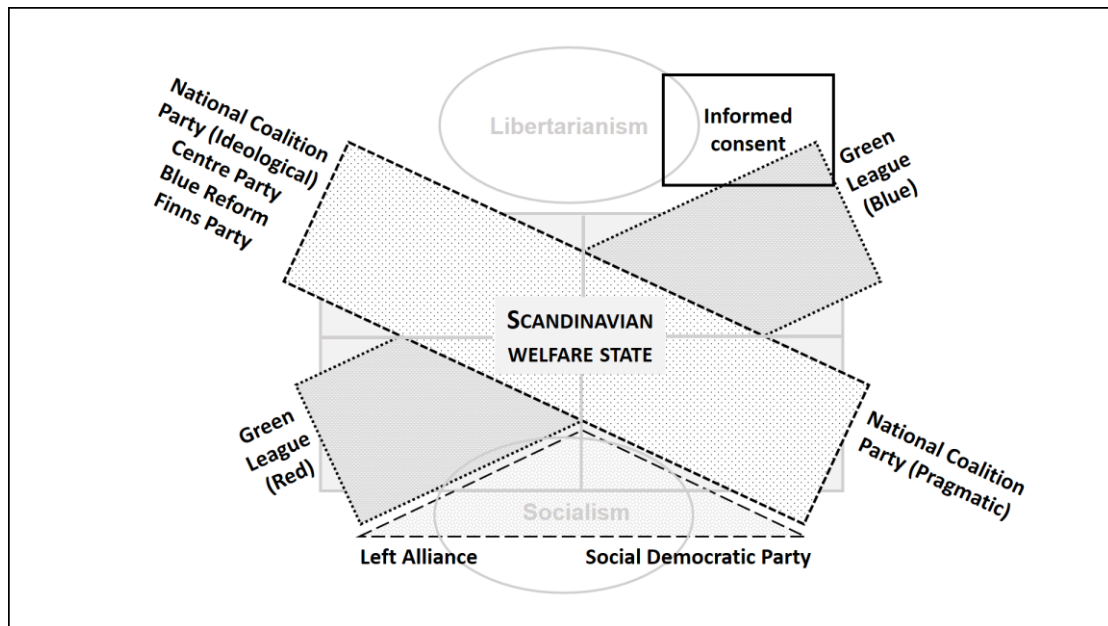 National Coalition
Party (Ideological)
Centre Party
Blue Reform
Finns Party
Libertarianism
Informed
consent
Green
League
(Blue)
SCANDINAVIAN
WELFARE STATE
Green
League
(Red)
National Coalition
Party (Pragmatic)
Socialism
Left Alliance
Social Democratic Party